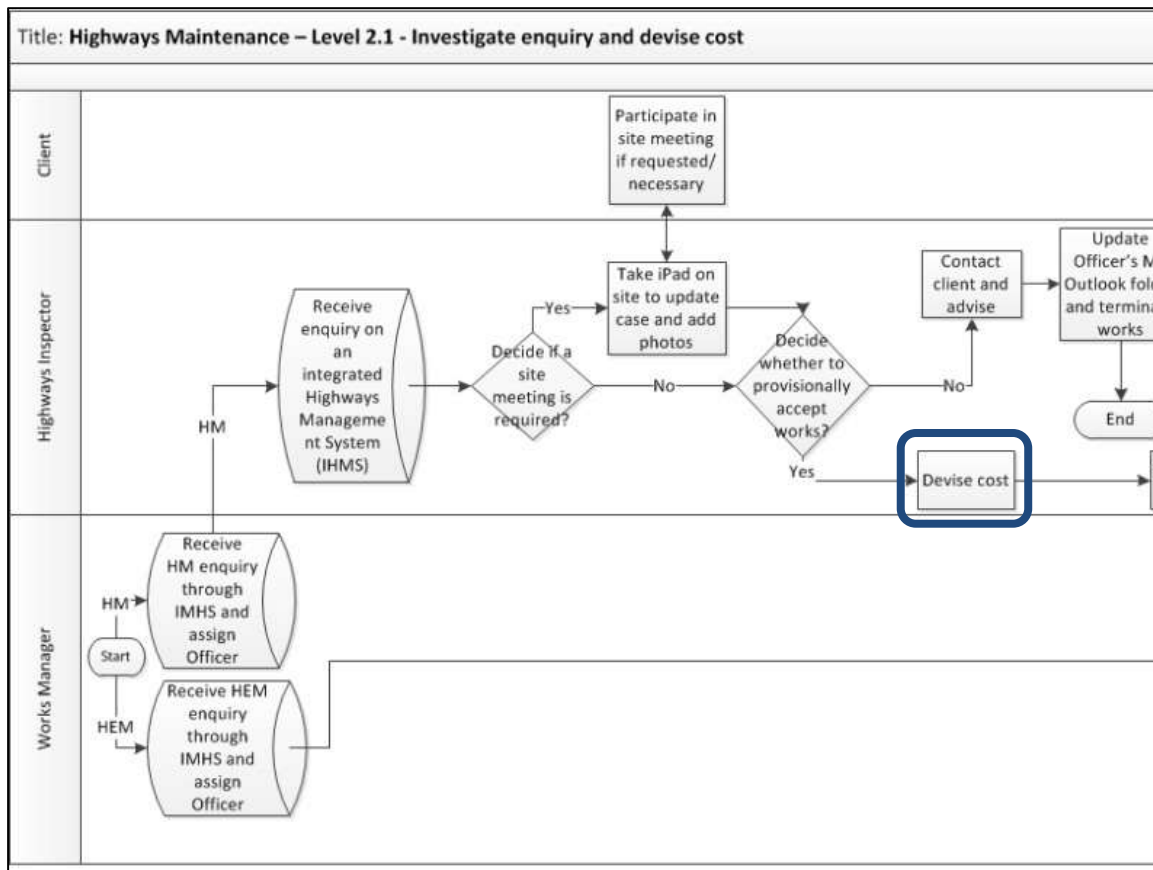 Title: Highways Maintenance – Level 2.1 - Investigate enquiry and devise cost
Client
Participate in
site meeting
if requested/
necessary
Highways Inspector
Receive
enquiry on
an
integrated
Highways
Manageme
nt System
(IHMS)
Decide if a
site
meeting is
required?
Yes
No
Take iPad on
site to update
case and add
photos
Decide
whether to
provisionally
accept
works?
No
Yes
Contact
client and
advise
Update
Officer's M
Outlook fol
and termina
works
End
Devise cost
HM
Works Manager
Start
HM
Receive
HM enquiry
through
IMHS and
assign
Officer
HEM
Receive HEM
enquiry
through
IMHS and
assign
Officer